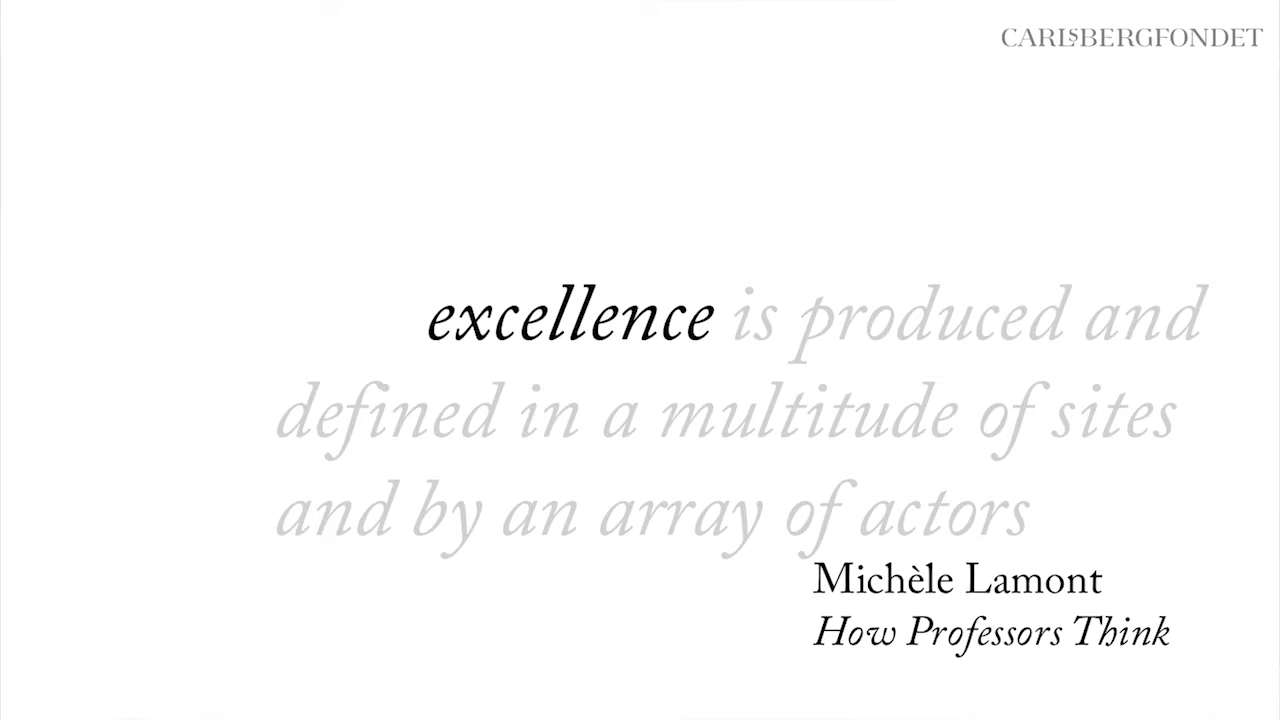 CARLSBERGFONDET
excellence is produced and
defined in a multitude of sites
and by an array of actors
Michèle Lamont
How Professors Think